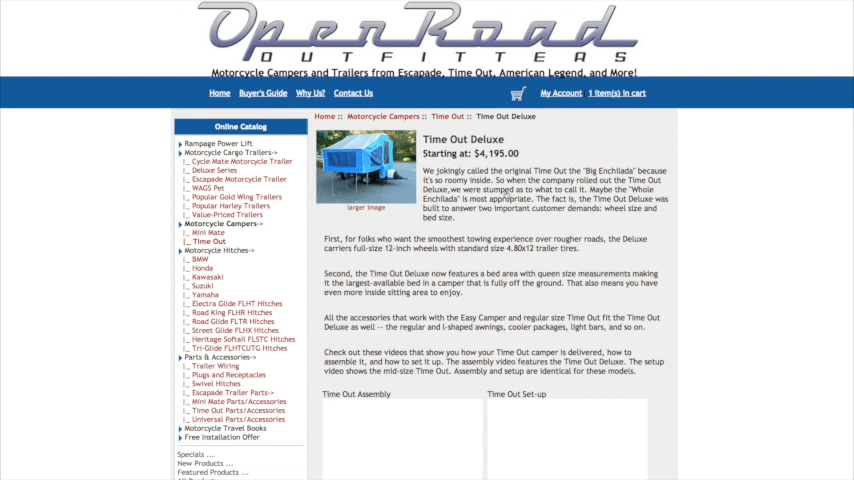 OpenRoad
OUTFITTERS
Motorcycle Campers and Trailers from Escapade, Time Out, American Legend, and More!
Home Buyer's Guide Why Us? Contact Us My Account | 1 item(s) in cart
Online Catalog
Rampage Power Lift
Motorcycle Cargo Trailers->
|_ Cycle Mate Motorcycle Trailer
|_ Deluxe Series
|_ Escapade Motorcycle Trailer
|_ WAGS Pet
|_ Popular Gold Wing Trailers
|_ Popular Harley Trailers
|_ Value-Priced Trailers
Motorcycle Campers->
|_ Mini Mate
|_ Time Out
Motorcycle Hitches->
|_ BMW
|_ Honda
|_ Kawasaki
|_ Suzuki
|_ Yamaha
|_ Electra Glide FLHT Hitches
|_ Road King FLHR Hitches
|_ Road Glide FLTR Hitches
|_ Street Glide FLHX Hitches
|_ Heritage Softail FLSTC Hitches
|_ Tri-Glide FLHTCUTG Hitches
Parts & Accessories->
|_ Trailer Wiring
|_ Plugs and Receptacles
|_ Swivel Hitches
|_ Escapade Trailer Parts->
|_ Mini Mate Parts/Accessories
|_ Time Out Parts/Accessories
|_ Universal Parts/Accessories
Motorcycle Travel Books
Free Installation Offer
Specials ...
New Products ...
Featured Products ...
Home :: Motorcycle Campers :: Time Out :: Time Out Deluxe
larger image
Time Out Deluxe
Starting at: $4,195.00
We jokingly called the original Time Out the "Big Enchilada" because
it's so roomy inside. So when the company rolled out the Time Out
Deluxe,we were stumped as to what to call it. Maybe the "Whole
Enchilada" is most appropriate. The fact is, the Time Out Deluxe was
built to answer two important customer demands: wheel size and
bed size.
First, for folks who want the smoothest towing experience over rougher roads, the Deluxe
carriers full-size 12-inch wheels with standard size 4.80x12 trailer tires.
Second, the Time Out Deluxe now features a bed area with queen size measurements making
it the largest-available bed in a camper that is fully off the ground. That also means you have
even more inside sitting area to enjoy.
All the accessories that work with the Easy Camper and regular size Time Out fit the Time Out
Deluxe as well -- the regular and l-shaped awnings, cooler packages, light bars, and so on.
Check out these videos that show you how your Time Out camper is delivered, how to
assemble it, and how to set it up. The assembly video features the Time Out Deluxe. The setup
video shows the mid-size Time Out. Assembly and setup are identical for these models.
Time Out Assembly Time Out Set-up